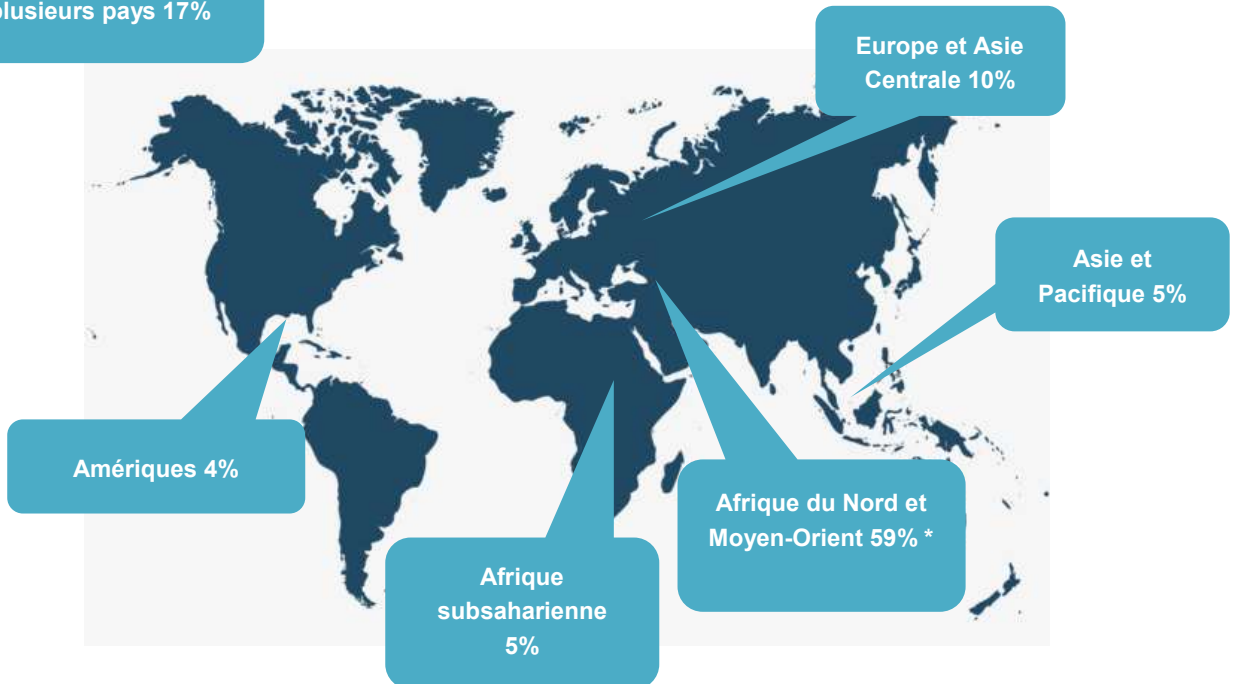 plusieurs pays 17%
Europe et Asie
Centrale 10%
Asie et
Pacifique 5%
Amériques 4%
Afrique du Nord et
Moyen-Orient 59% *
Afrique
subsaharienne
5%